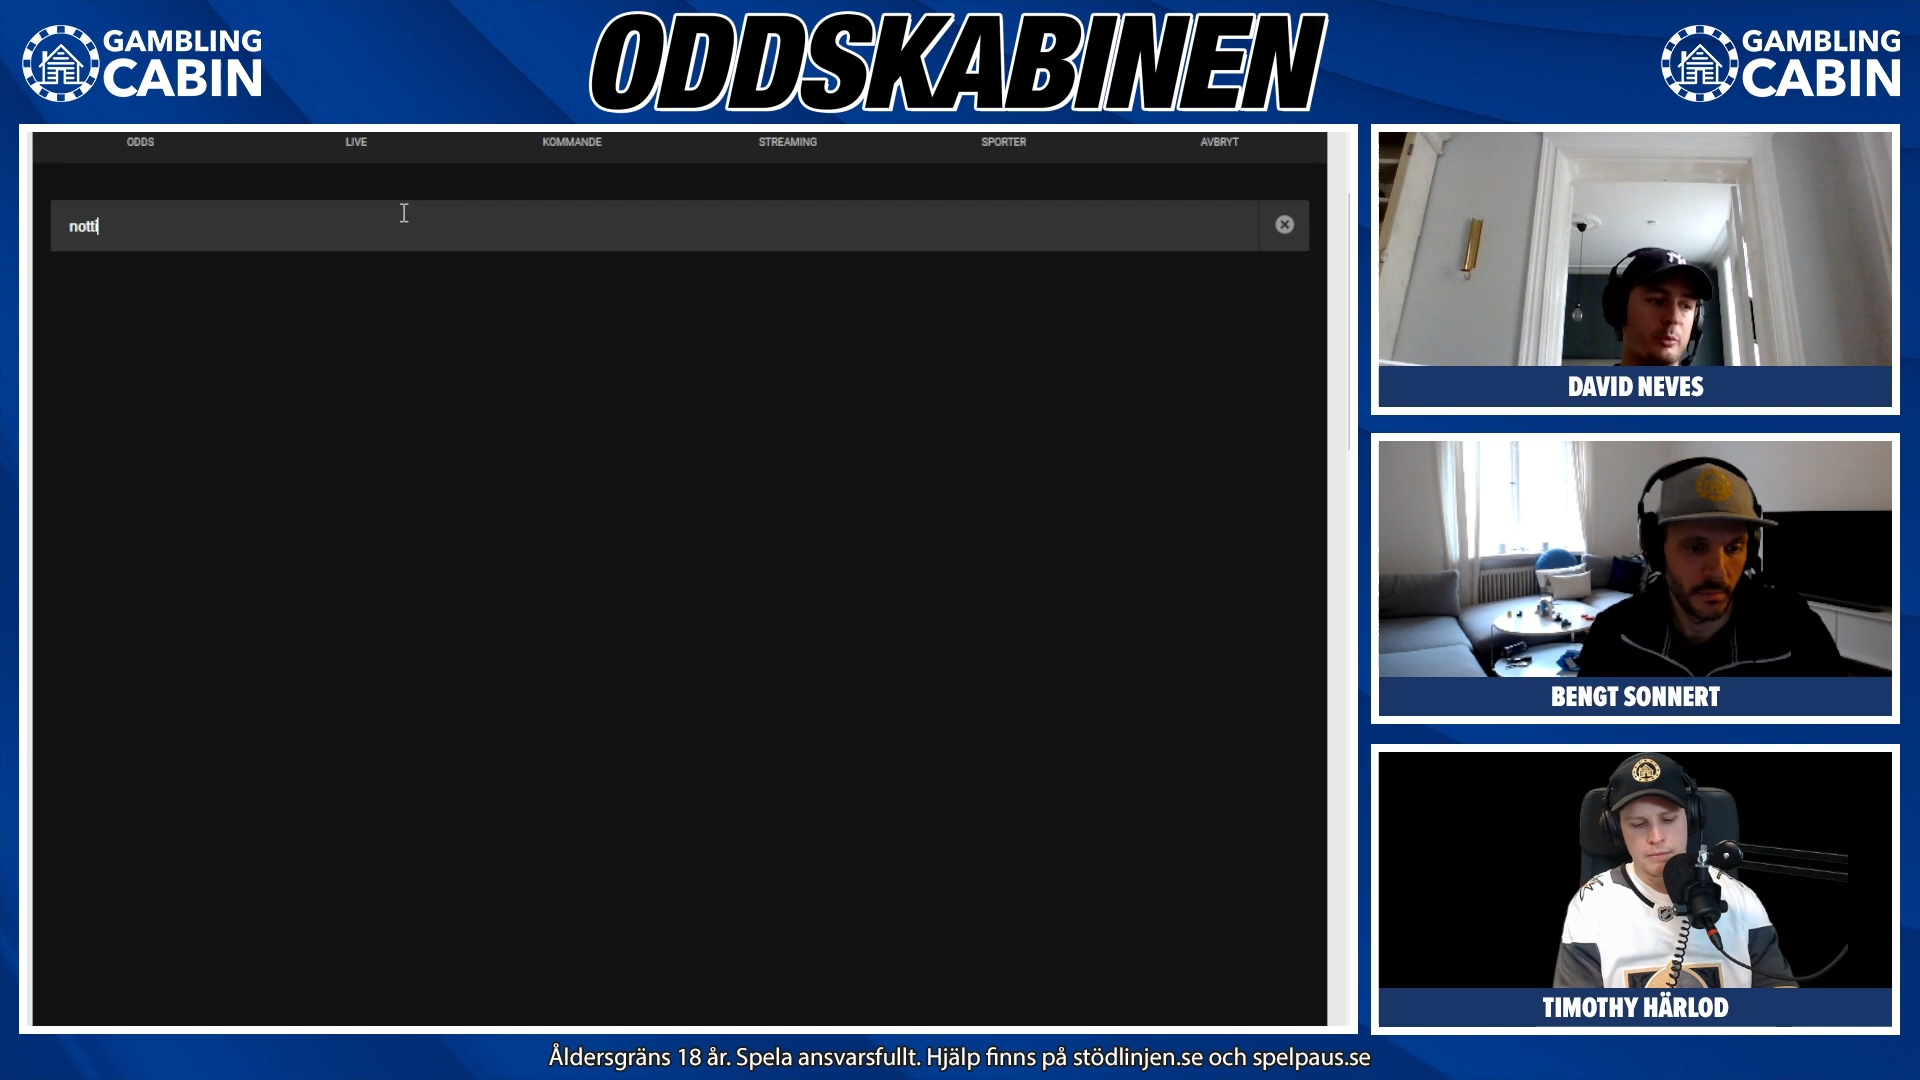 GAMBLING
CABIN
ODDSKABINEN
GAMBLING
CABIN
ODDS LIVE KOMMANDE STREAMING SPORTER AVBRYT
notti
DAVID NEVES
BENGT SONNERT
TIMOTHY HÄRLOD
Åldersgräns 18 år. Spela ansvarsfullt. Hjälp finns på stödlinjen.se och spelpaus.se